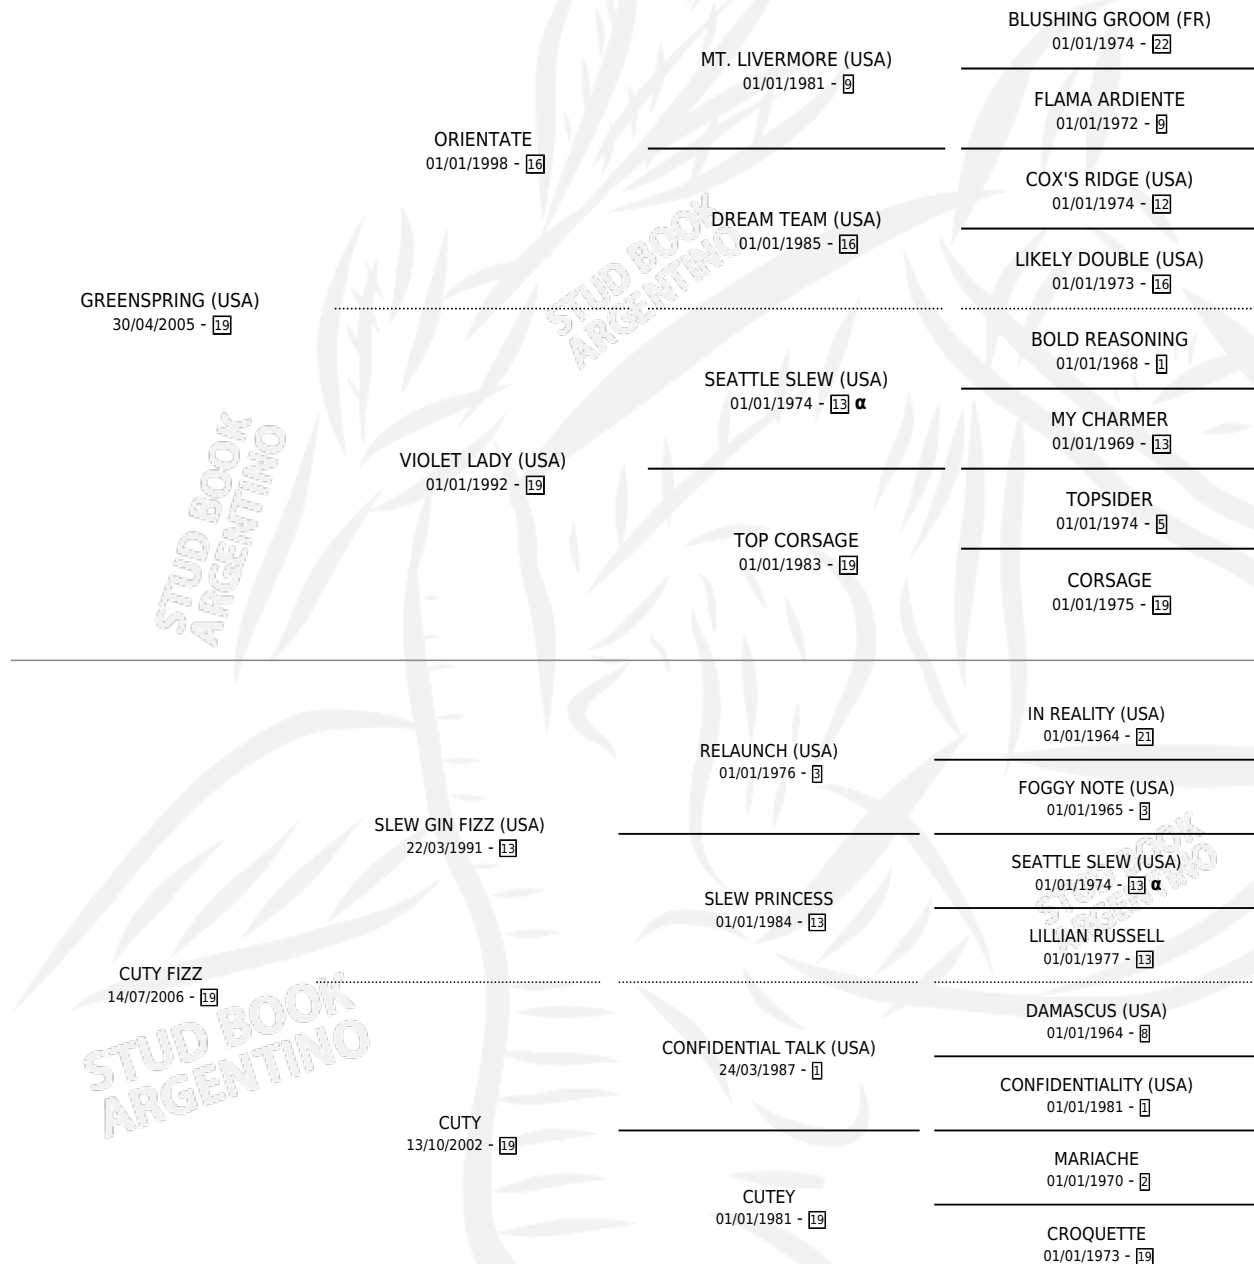 BLUSHING GROOM (FR)
01/01/1974 - 22
MT. LIVERMORE (USA)
01/01/1981 - 9
FLAMA ARDIENTE
01/01/1972 - 9
ORIENTATE
01/01/1998 - 16
COX'S RIDGE (USA)
01/01/1974 - 12
DREAM TEAM (USA)
01/01/1985 - 16
LIKELY DOUBLE (USA)
01/01/1973 - 16
STUD BOOK
ARGENTINO
GREENSPRING (USA)
30/04/2005 - 19
BOLD REASONING
01/01/1968 - 1
SEATTLE SLEW (USA)
01/01/1974 - 13 α
MY CHARMER
01/01/1969 - 13
VIOLET LADY (USA)
01/01/1992 - 19
TOPSIDER
01/01/1974 - 5
TOP CORSAGE
01/01/1983 - 19
CORSAGE
01/01/1975 - 19
STUD BOOK
ARGENTINO
IN REALITY (USA)
01/01/1964 - 21
RELAUNCH (USA)
01/01/1976 - 3
FOGGY NOTE (USA)
01/01/1965 - 3
SLEW GIN FIZZ (USA)
22/03/1991 - 13
SEATTLE SLEW (USA)
01/01/1974 - 13 α
STUD BOOK
ARGENTINO
SLEW PRINCESS
01/01/1984 - 13
LILLIAN RUSSELL
01/01/1977 - 13
CUTY FIZZ
14/07/2006 - 19
STUD BOOK
ARGENTINO
DAMASCUS (USA)
01/01/1964 - 8
CONFIDENTIAL TALK (USA)
24/03/1987 - 1
CONFIDENTIALITY (USA)
01/01/1981 - 1
CUTY
13/10/2002 - 19
MARIACHE
01/01/1970 - 2
CUTEY
01/01/1981 - 19
CROQUETTE
01/01/1973 - 19